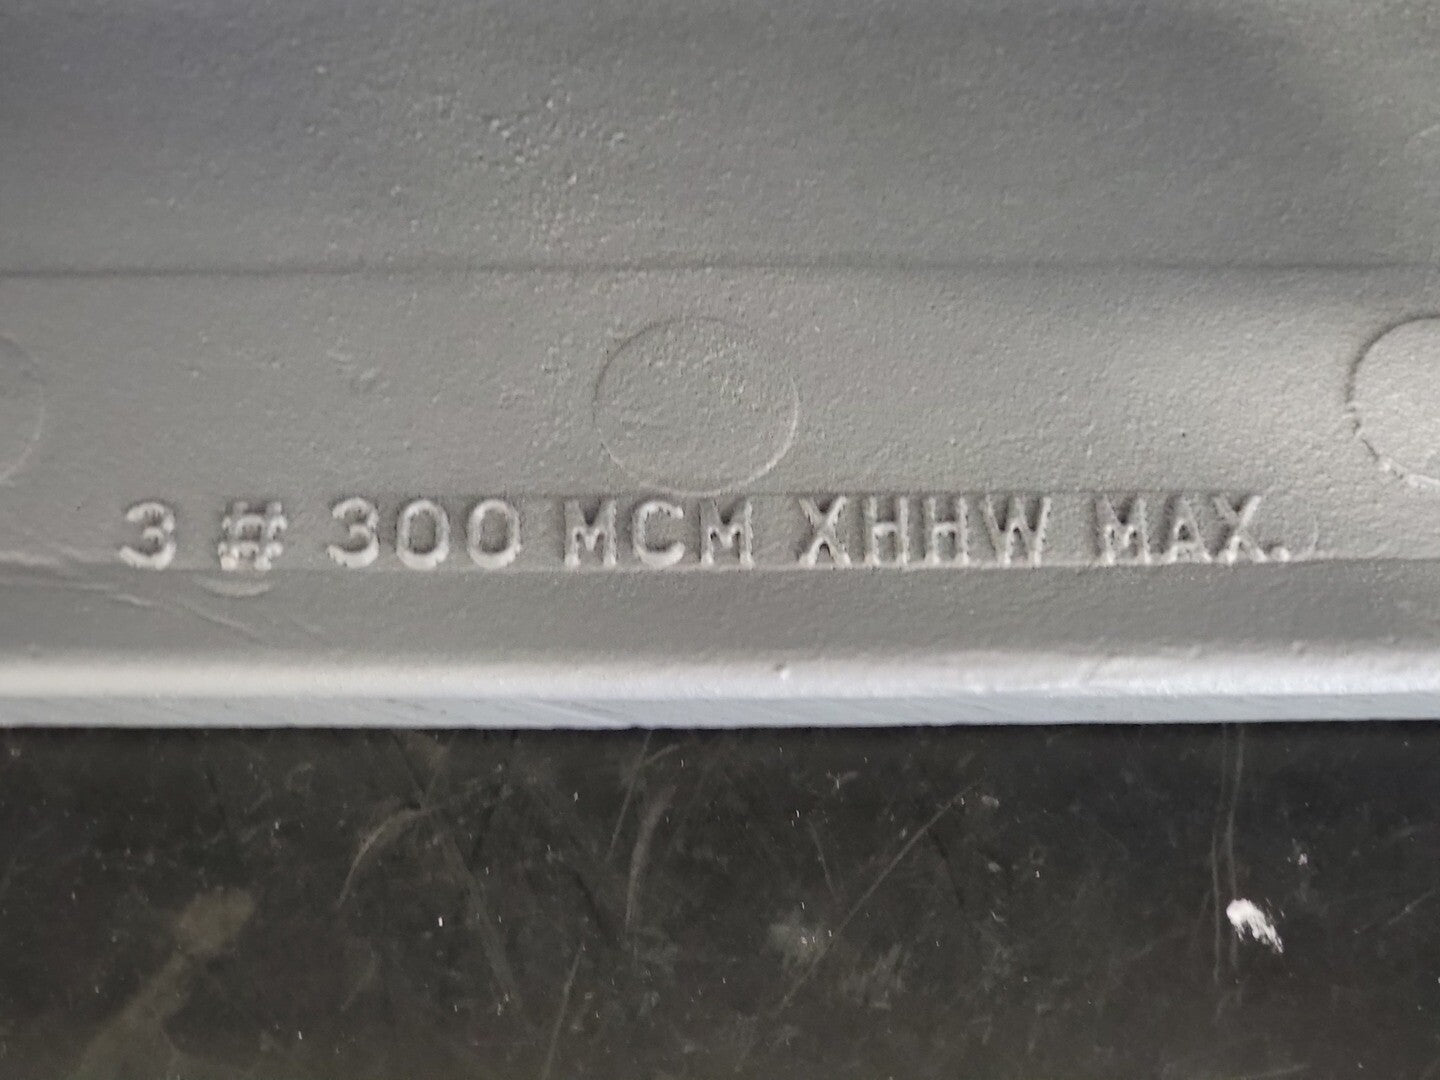 3 # 300 MCM XHHW MAX.